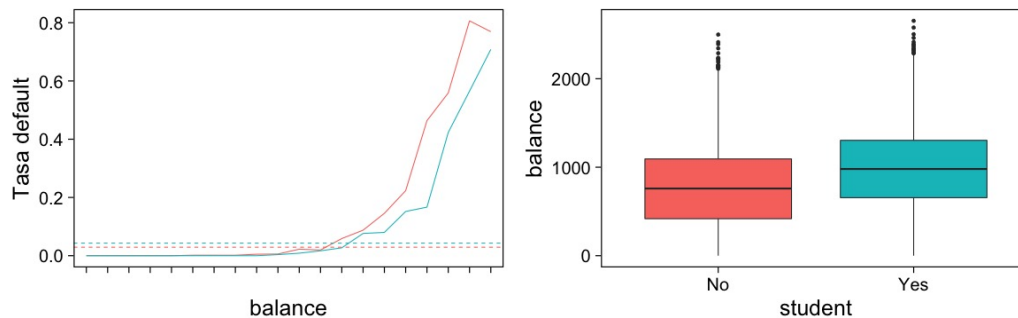 0.8
0.6
0.4
0.2
0.0
Tasa default
balance
2000
1000
0
balance
No
Yes
student